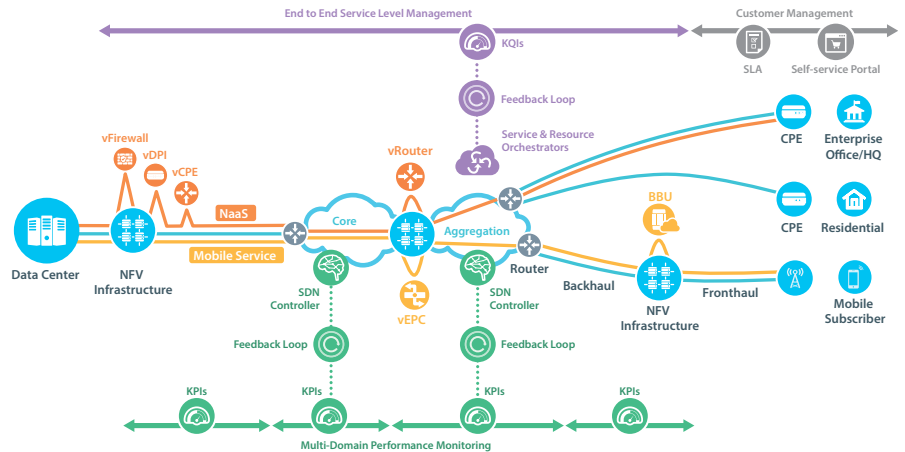 End to End Service Level Management
Customer Management
KQIs
SLA
Self-service Portal
Feedback Loop
vFirewall
vDPI
vCPE
vRouter
Service & Resource
Orchestrators
CPE
Enterprise
Office/HQ
NaaS
Core
Aggregation
BBU
CPE
Residential
Mobile Service
Data Center
NFV
Infrastructure
Router
SDN
Controller
vEPC
SDN
Controller
Backhaul
Fronthaul
NFV
Infrastructure
Mobile
Subscriber
Feedback Loop
Feedback Loop
KPIs
KPIs
KPIs
KPIs
Multi-Domain Performance Monitoring